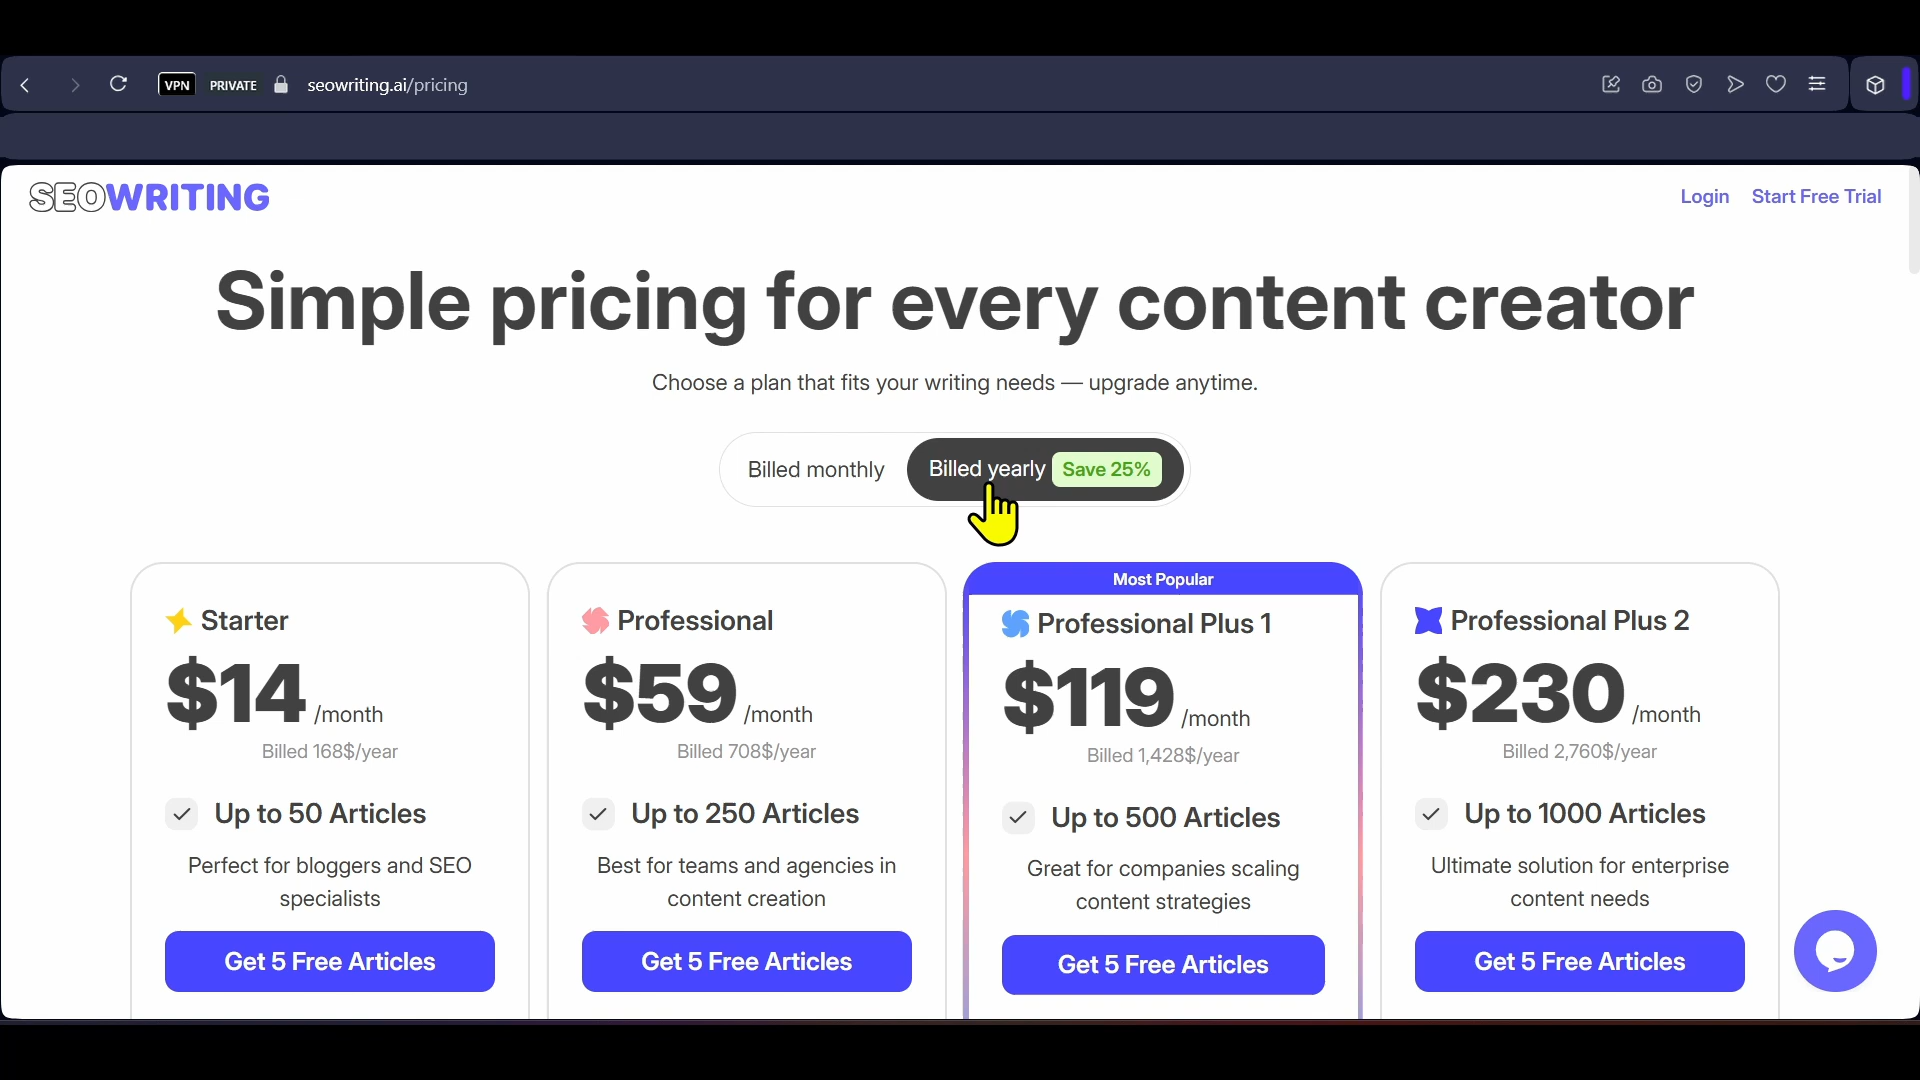 VPN PRIVATE seowriting.ai/pricing
SEOWRITING
Login Start Free Trial
Simple pricing for every content creator
Choose a plan that fits your writing needs — upgrade anytime.
Billed monthly Billed yearly Save 25%
Starter
$14 /month
Billed 168$/year
Up to 50 Articles
Perfect for bloggers and SEO
specialists
Get 5 Free Articles
Professional
$59 /month
Billed 708$/year
Up to 250 Articles
Best for teams and agencies in
content creation
Get 5 Free Articles
Most Popular
Professional Plus 1
$119 /month
Billed 1,428$/year
Up to 500 Articles
Great for companies scaling
content strategies
Get 5 Free Articles
Professional Plus 2
$230 /month
Billed 2,760$/year
Up to 1000 Articles
Ultimate solution for enterprise
content needs
Get 5 Free Articles